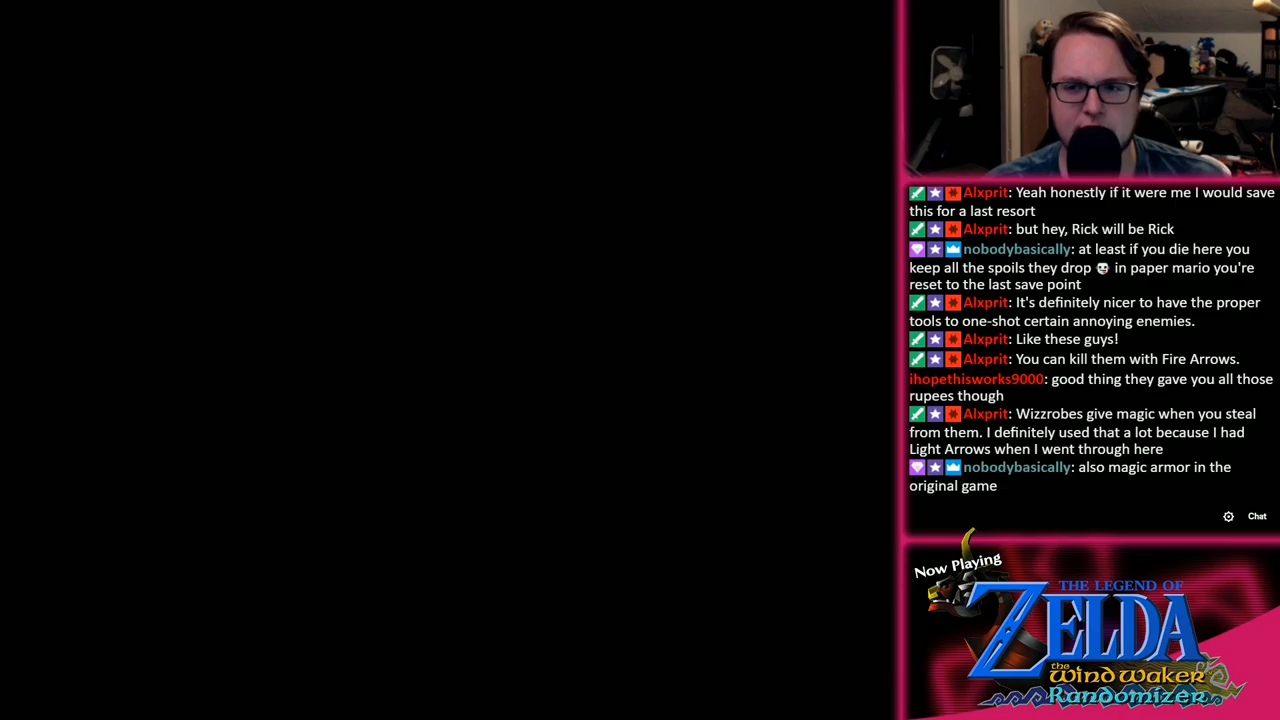 Alxprit: Yeah honestly if it were me I would save
this for a last resort
Alxprit: but hey, Rick will be Rick
nobodybasically: at least if you die here you
keep all the spoils they drop 💀 in paper mario you're
reset to the last save point
Alxprit: It's definitely nicer to have the proper
tools to one-shot certain annoying enemies.
Alxprit: Like these guys!
Alxprit: You can kill them with Fire Arrows.
ihopethisworks9000: good thing they gave you all those
rupees though
Alxprit: Wizzrobes give magic when you steal
from them. I definitely used that a lot because I had
Light Arrows when I went through here
nobodybasically: also magic armor in the
original game
Chat
Now Playing
THE LEGEND OF
ZELDA
the
Wind Waker
Randomizer